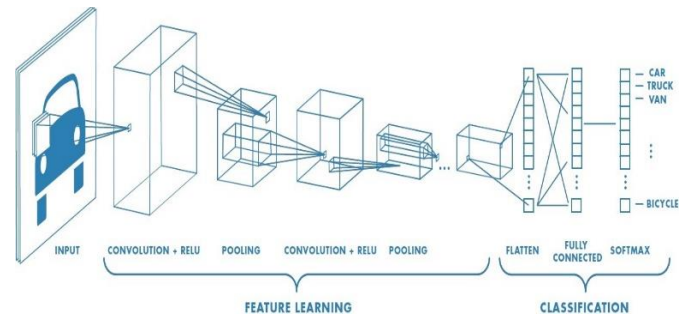 CAR
TRUCK
VAN
BICYCLE
INPUT
CONVOLUTION + RELU
POOLING
CONVOLUTION + RELU
POOLING
FLATTEN
FULLY
CONNECTED
SOFTMAX
FEATURE LEARNING
CLASSIFICATION